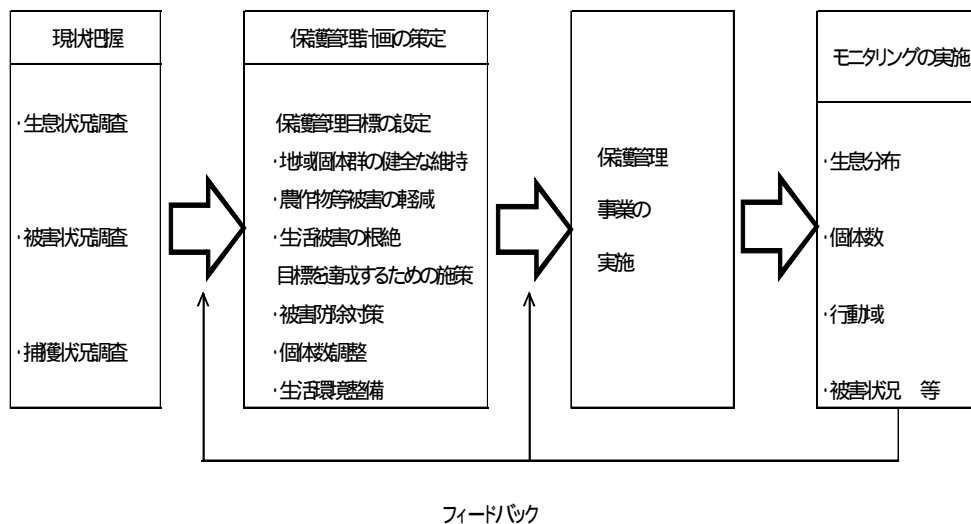 現状把握
・生息状況調査
・被害状況調査
・捕獲状況調査
保護管理計画の策定
保護管理目標の設定
・地域個体群の健全な維持
・農作物等被害の軽減
・生活被害の根絶
目標を達成するための施策
・被害防除対策
・個体数調整
・生活環境整備
保護管理
事業の
実施
モニタリングの実施
・生息分布
・個体数
・行動域
・被害状況　等
フィードバック